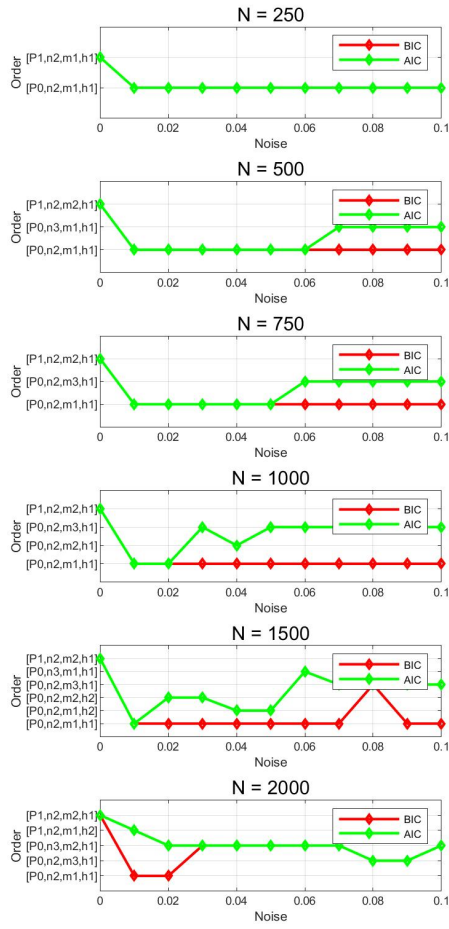 N = 250
Order
[P1,n2,m1,h1]
[P0,n2,m1,h1]
BIC
AIC
0 0.02 0.04 0.06 0.08 0.1
Noise
N = 500
Order
[P1,n2,m2,h1]
[P0,n3,m1,h1]
[P0,n2,m1,h1]
BIC
AIC
0 0.02 0.04 0.06 0.08 0.1
Noise
N = 750
Order
[P1,n2,m2,h1]
[P0,n2,m3,h1]
[P0,n2,m1,h1]
BIC
AIC
0 0.02 0.04 0.06 0.08 0.1
Noise
N = 1000
Order
[P1,n2,m2,h1]
[P0,n2,m3,h1]
[P0,n2,m2,h1]
[P0,n2,m1,h1]
BIC
AIC
0 0.02 0.04 0.06 0.08 0.1
Noise
N = 1500
Order
[P1,n2,m2,h1]
[P0,n3,m1,h1]
[P0,n2,m3,h1]
[P0,n2,m2,h2]
[P0,n2,m1,h2]
[P0,n2,m1,h1]
BIC
AIC
0 0.02 0.04 0.06 0.08 0.1
Noise
N = 2000
Order
[P1,n2,m2,h1]
[P1,n2,m1,h2]
[P0,n3,m2,h1]
[P0,n2,m3,h1]
[P0,n2,m1,h1]
BIC
AIC
0 0.02 0.04 0.06 0.08 0.1
Noise